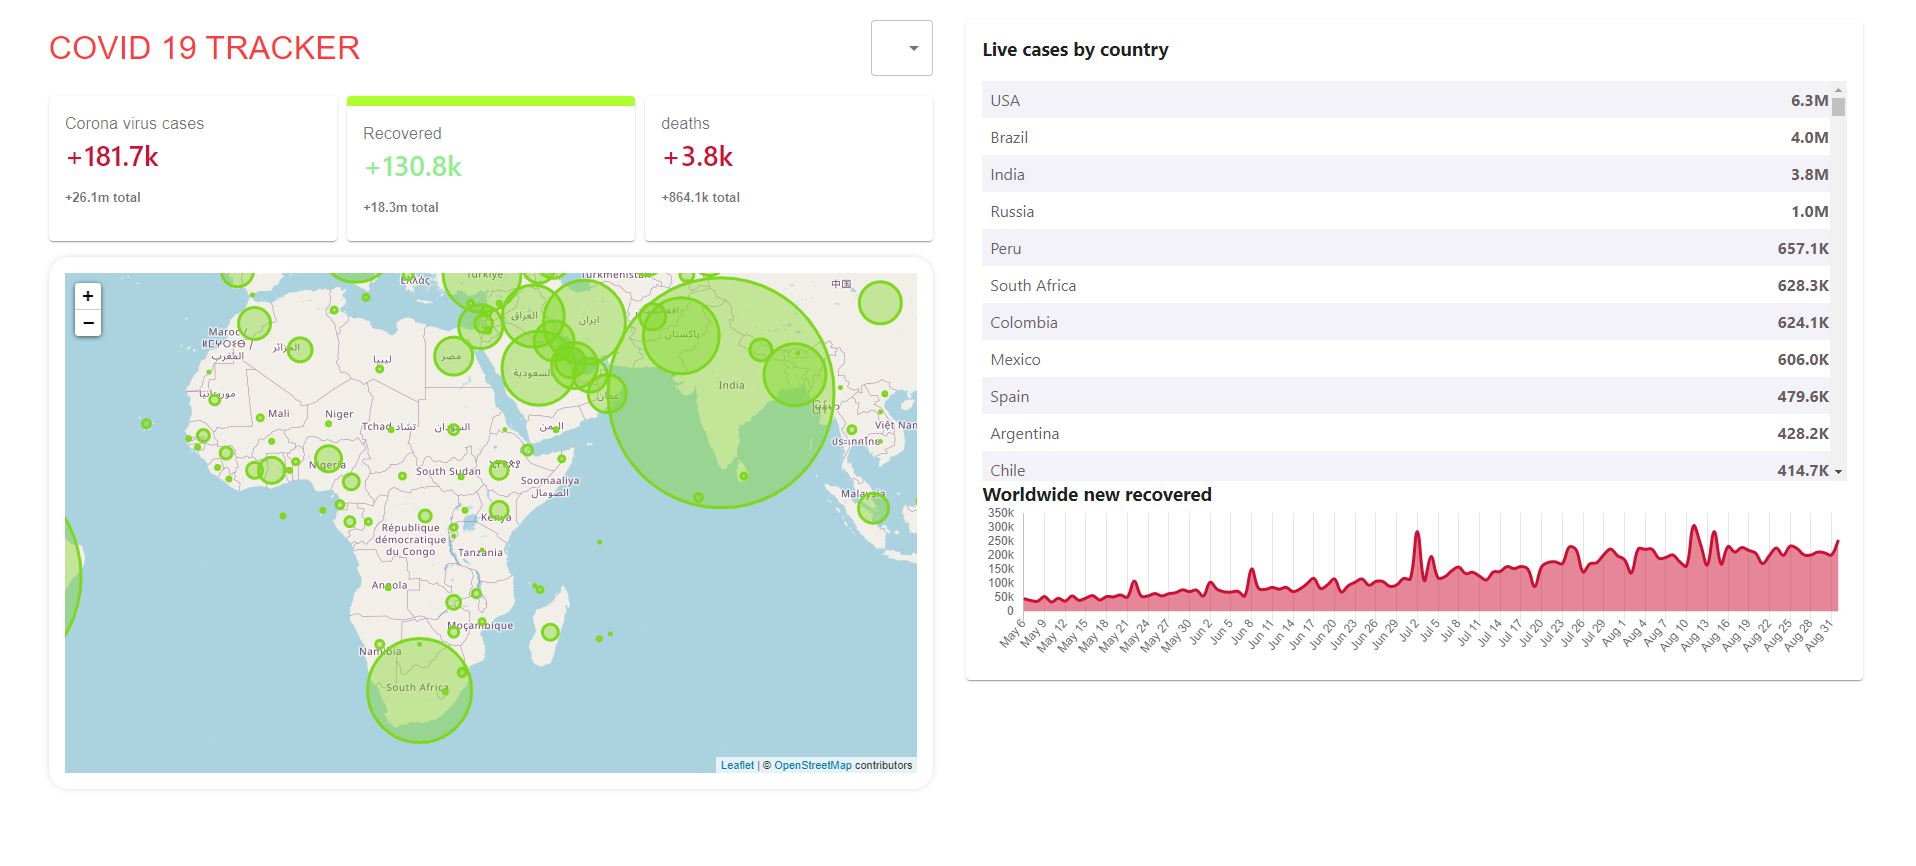 COVID 19 TRACKER
Corona virus cases
+181.7k
+26.1m total
Recovered
+130.8k
+18.3m total
deaths
+3.8k
+864.1k total
+
−
Ελλάς
Türkiye
Turkmenistan
中国
Maroc /
ⵍⵎⵖⵔⵉⴱ /
المغرب
الجزائر
ليبيا
مصر
العراق
ایران
السعودية
عمان
پاکستان
India
موريتانيا
Mali
Niger
Tchad تشاد
السودان
اليمن
Việt Nam
ประเทศไทย
Nigeria
South Sudan
Soomaaliya
الصومال
Malaysia
Kenya
République
démocratique
du Congo
Tanzania
Angola
Moçambique
Namibia
South Africa
Leaflet | © OpenStreetMap contributors
Live cases by country
USA 6.3M
Brazil 4.0M
India 3.8M
Russia 1.0M
Peru 657.1K
South Africa 628.3K
Colombia 624.1K
Mexico 606.0K
Spain 479.6K
Argentina 428.2K
Chile 414.7K
Worldwide new recovered
350k
300k
250k
200k
150k
100k
50k
0
May 6
May 9
May 12
May 15
May 18
May 21
May 24
May 27
May 30
Jun 2
Jun 5
Jun 8
Jun 11
Jun 14
Jun 17
Jun 20
Jun 23
Jun 26
Jun 29
Jul 2
Jul 5
Jul 8
Jul 11
Jul 14
Jul 17
Jul 20
Jul 23
Jul 26
Jul 29
Aug 1
Aug 4
Aug 7
Aug 10
Aug 13
Aug 16
Aug 19
Aug 22
Aug 25
Aug 28
Aug 31